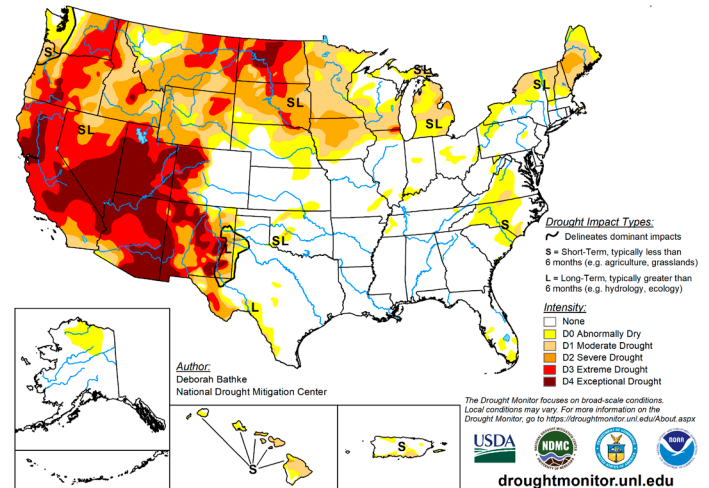 S
SL
SL
SL
SL
SL
S
SL
L
L
S
S
Drought Impact Types:
Delineates dominant impacts
S = Short-Term, typically less than
6 months (e.g. agriculture, grasslands)
L = Long-Term, typically greater than
6 months (e.g. hydrology, ecology)
Intensity:
None
D0 Abnormally Dry
D1 Moderate Drought
D2 Severe Drought
D3 Extreme Drought
D4 Exceptional Drought
Author:
Deborah Bathke
National Drought Mitigation Center
The Drought Monitor focuses on broad-scale conditions.
Local conditions may vary. For more information on the
Drought Monitor, go to https://droughtmonitor.unl.edu/About.aspx
USDA
NDMC
NOAA
droughtmonitor.unl.edu